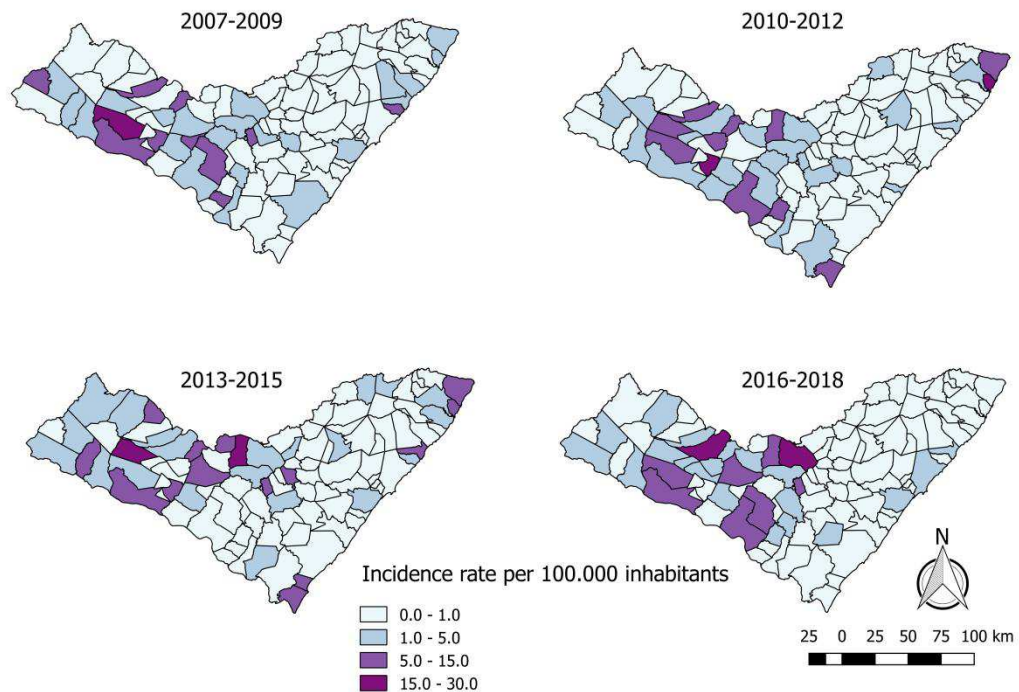 2007-2009
2010-2012
2013-2015
2016-2018
Incidence rate per 100.000 inhabitants
0.0 - 1.0
1.0 - 5.0
5.0 - 15.0
15.0 - 30.0
N
25 0 25 50 75 100 km